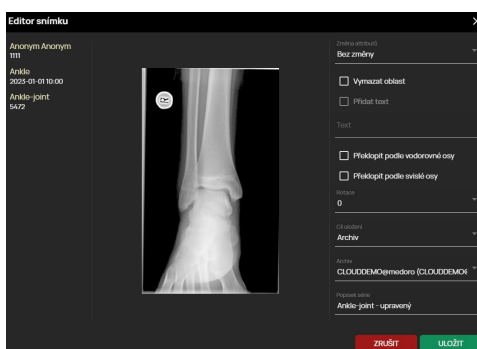 Editor snímku
Anonym Anonym
1111
Ankle
2023-01-01 10:00
Ankle-joint
5472
Změna attributů
Bez změny
Vymazat oblast
Přidat text
Text
Překlopit podle vodorovné osy
Překlopit podle svislé osy
Rotace
0
Cíl uložení
Archiv
Archiv
CLOUDDEMO@medoro (CLOUDDEMO
Popisek série
Ankle-joint - upravený
ZRUŠIT
ULOŽIT